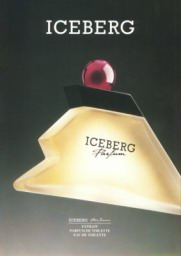 ICEBERG
ICEBERG
Parfum
ICEBERG
EXTRAIT
PARFUM DE TOILETTE
EAU DE TOILETTE